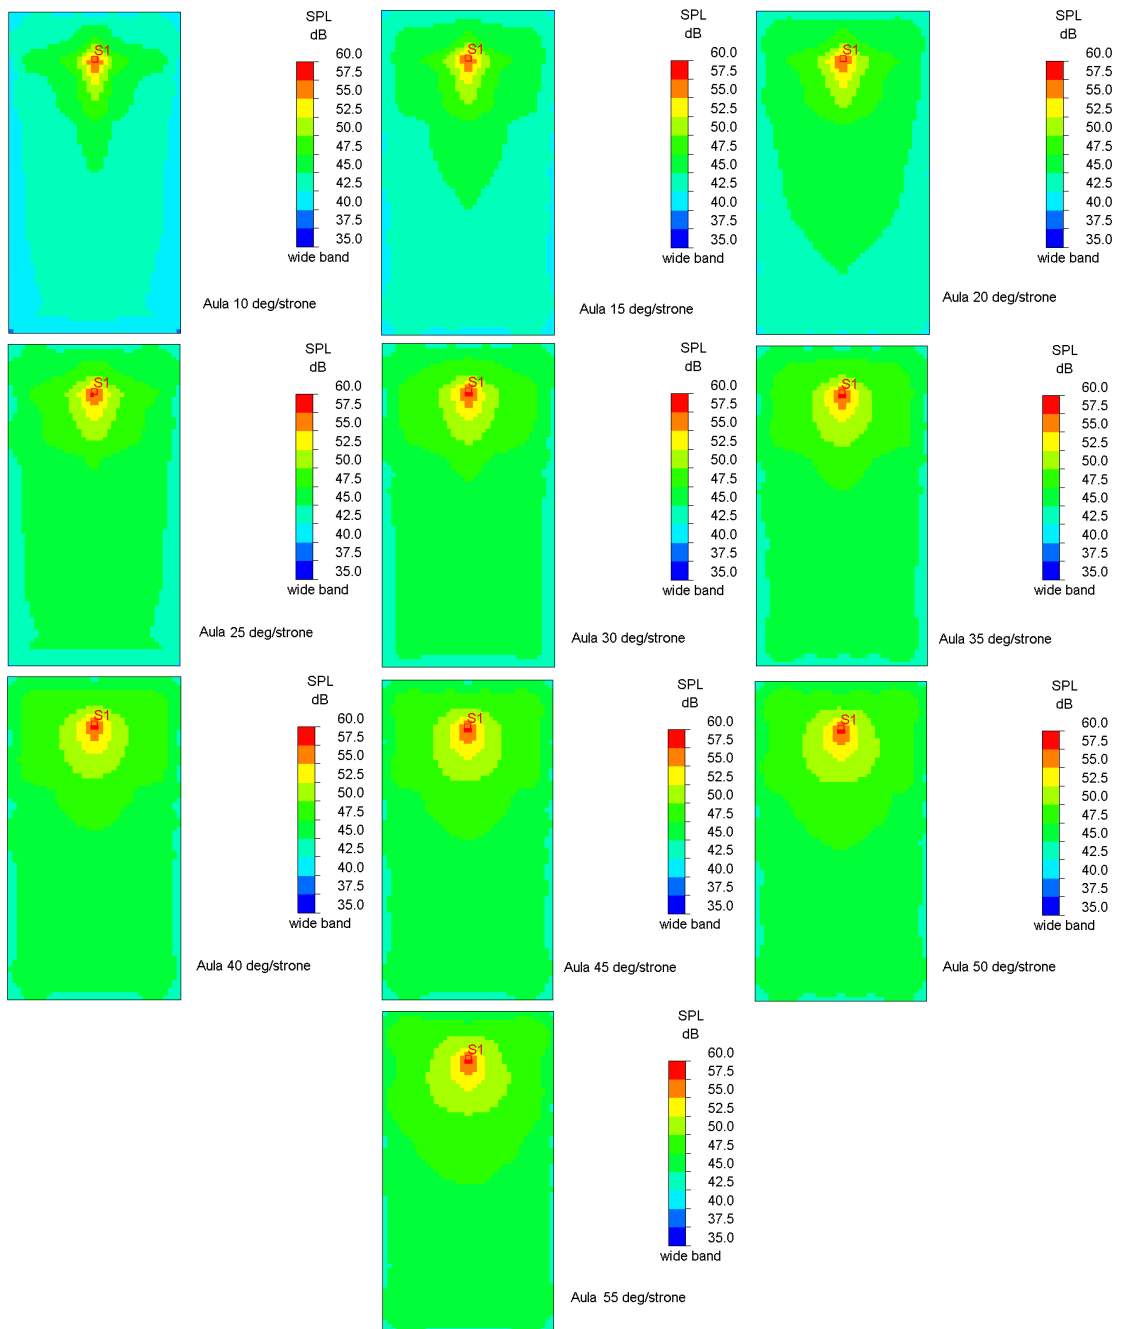 S1
SPL
dB
60.0
57.5
55.0
52.5
50.0
47.5
45.0
42.5
40.0
37.5
35.0
wide band
Aula 10 deg/strone
S1
SPL
dB
60.0
57.5
55.0
52.5
50.0
47.5
45.0
42.5
40.0
37.5
35.0
wide band
Aula 15 deg/strone
S1
SPL
dB
60.0
57.5
55.0
52.5
50.0
47.5
45.0
42.5
40.0
37.5
35.0
wide band
Aula 20 deg/strone
S1
SPL
dB
60.0
57.5
55.0
52.5
50.0
47.5
45.0
42.5
40.0
37.5
35.0
wide band
Aula 25 deg/strone
S1
SPL
dB
60.0
57.5
55.0
52.5
50.0
47.5
45.0
42.5
40.0
37.5
35.0
wide band
Aula 30 deg/strone
S1
SPL
dB
60.0
57.5
55.0
52.5
50.0
47.5
45.0
42.5
40.0
37.5
35.0
wide band
Aula 35 deg/strone
S1
SPL
dB
60.0
57.5
55.0
52.5
50.0
47.5
45.0
42.5
40.0
37.5
35.0
wide band
Aula 40 deg/strone
S1
SPL
dB
60.0
57.5
55.0
52.5
50.0
47.5
45.0
42.5
40.0
37.5
35.0
wide band
Aula 45 deg/strone
S1
SPL
dB
60.0
57.5
55.0
52.5
50.0
47.5
45.0
42.5
40.0
37.5
35.0
wide band
Aula 50 deg/strone
S1
SPL
dB
60.0
57.5
55.0
52.5
50.0
47.5
45.0
42.5
40.0
37.5
35.0
wide band
Aula 55 deg/strone